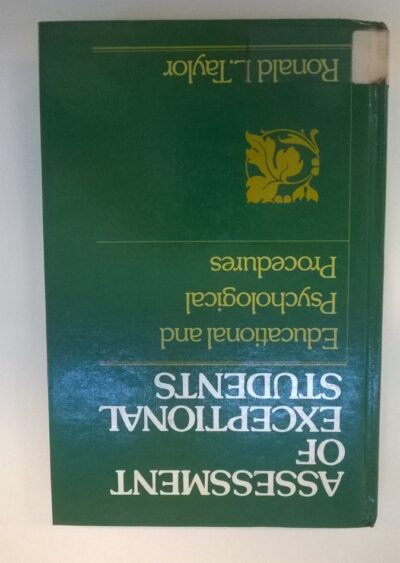 ASSESSMENT
OF
EXCEPTIONAL
STUDENTS
Educational and
Psychological
Procedures
Ronald L. Taylor